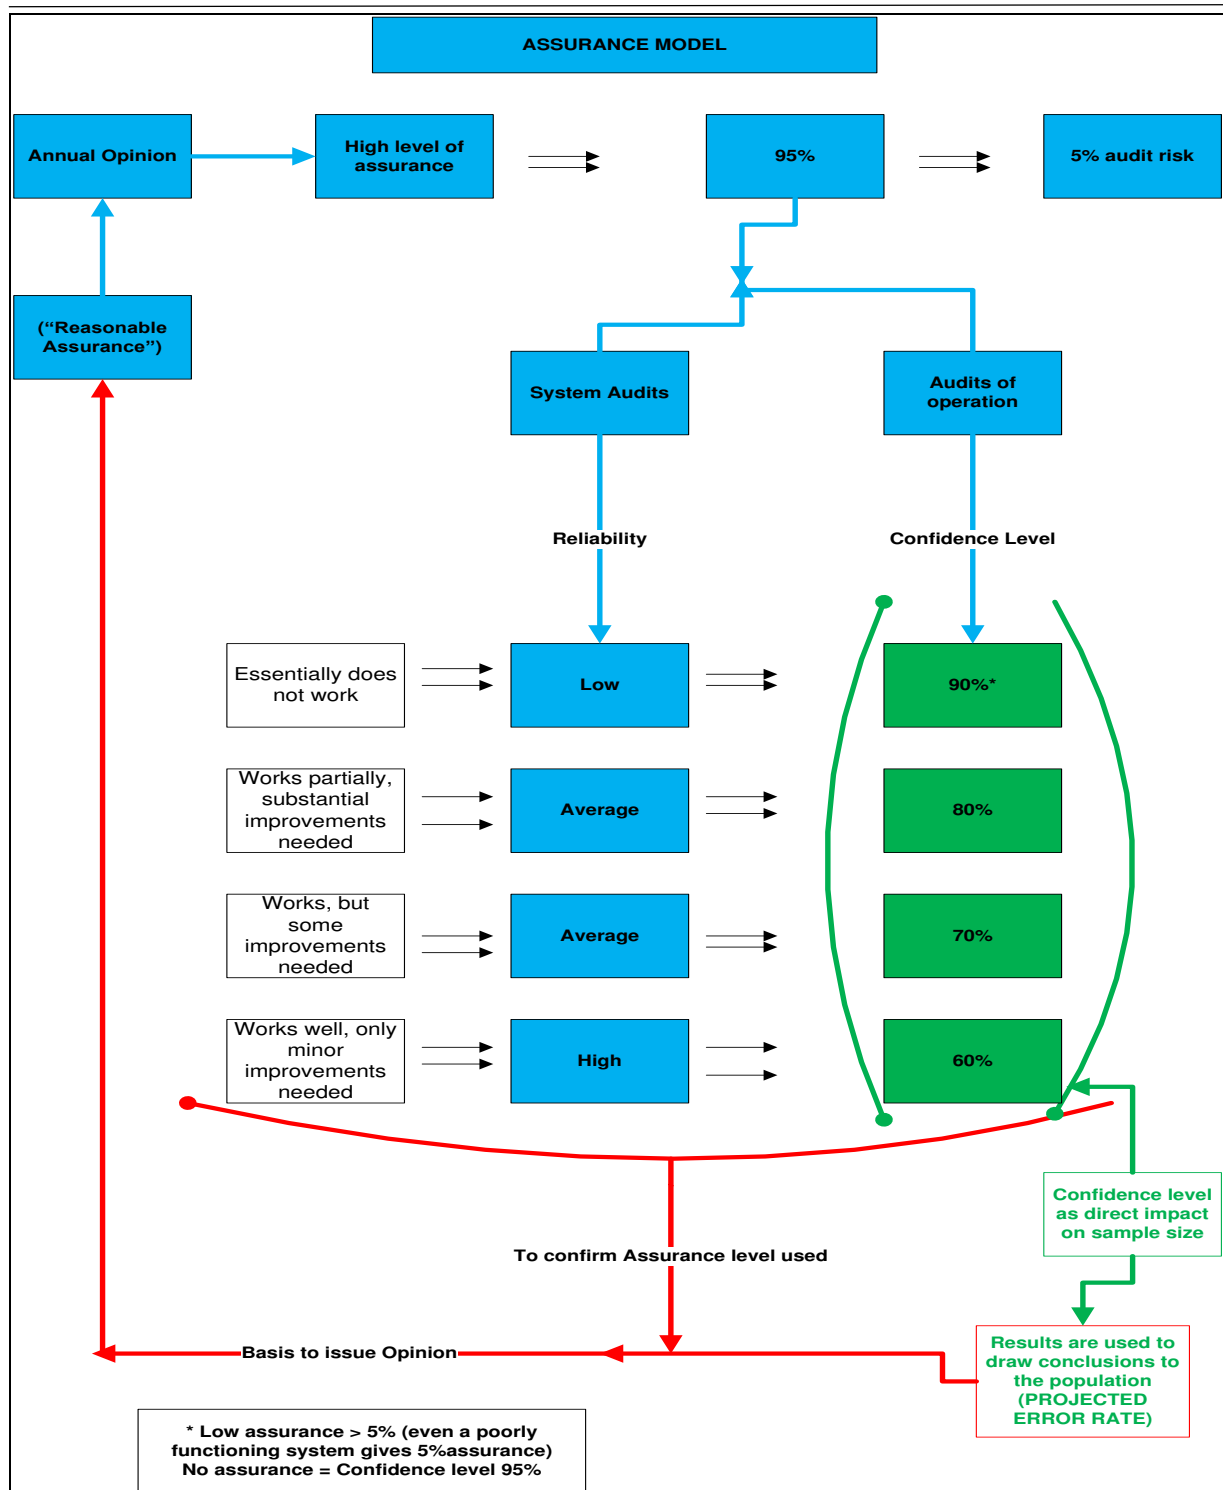 ASSURANCE MODEL
Annual Opinion
High level of
assurance
95%
5% audit risk
(“Reasonable
Assurance”)
System Audits
Audits of
operation
Reliability
Confidence Level
Essentially does
not work
Low
90%*
Works partially,
substantial
improvements
needed
Average
80%
Works, but
some
improvements
needed
Average
70%
Works well, only
minor
improvements
needed
High
60%
Confidence level
as direct impact
on sample size
To confirm Assurance level used
Basis to issue Opinion
Results are used to
draw conclusions to
the population
(PROJECTED
ERROR RATE)
* Low assurance > 5% (even a poorly
functioning system gives 5%assurance)
No assurance = Confidence level 95%